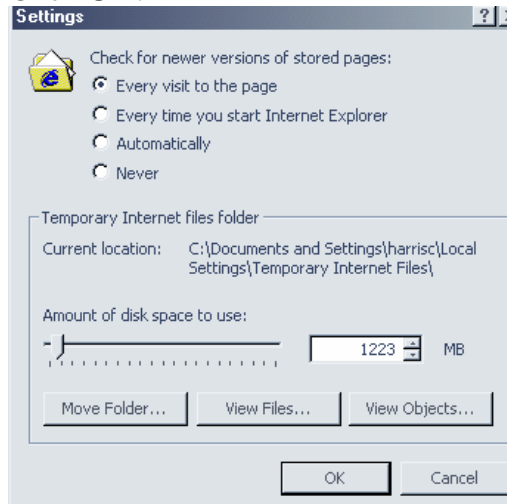 Settings
Check for newer versions of stored pages:
Every visit to the page
Every time you start Internet Explorer
Automatically
Never
Temporary Internet files folder
Current location: C:\Documents and Settings\harrisc\Local
Settings\Temporary Internet Files\
Amount of disk space to use:
1223 MB
Move Folder... View Files... View Objects...
OK Cancel